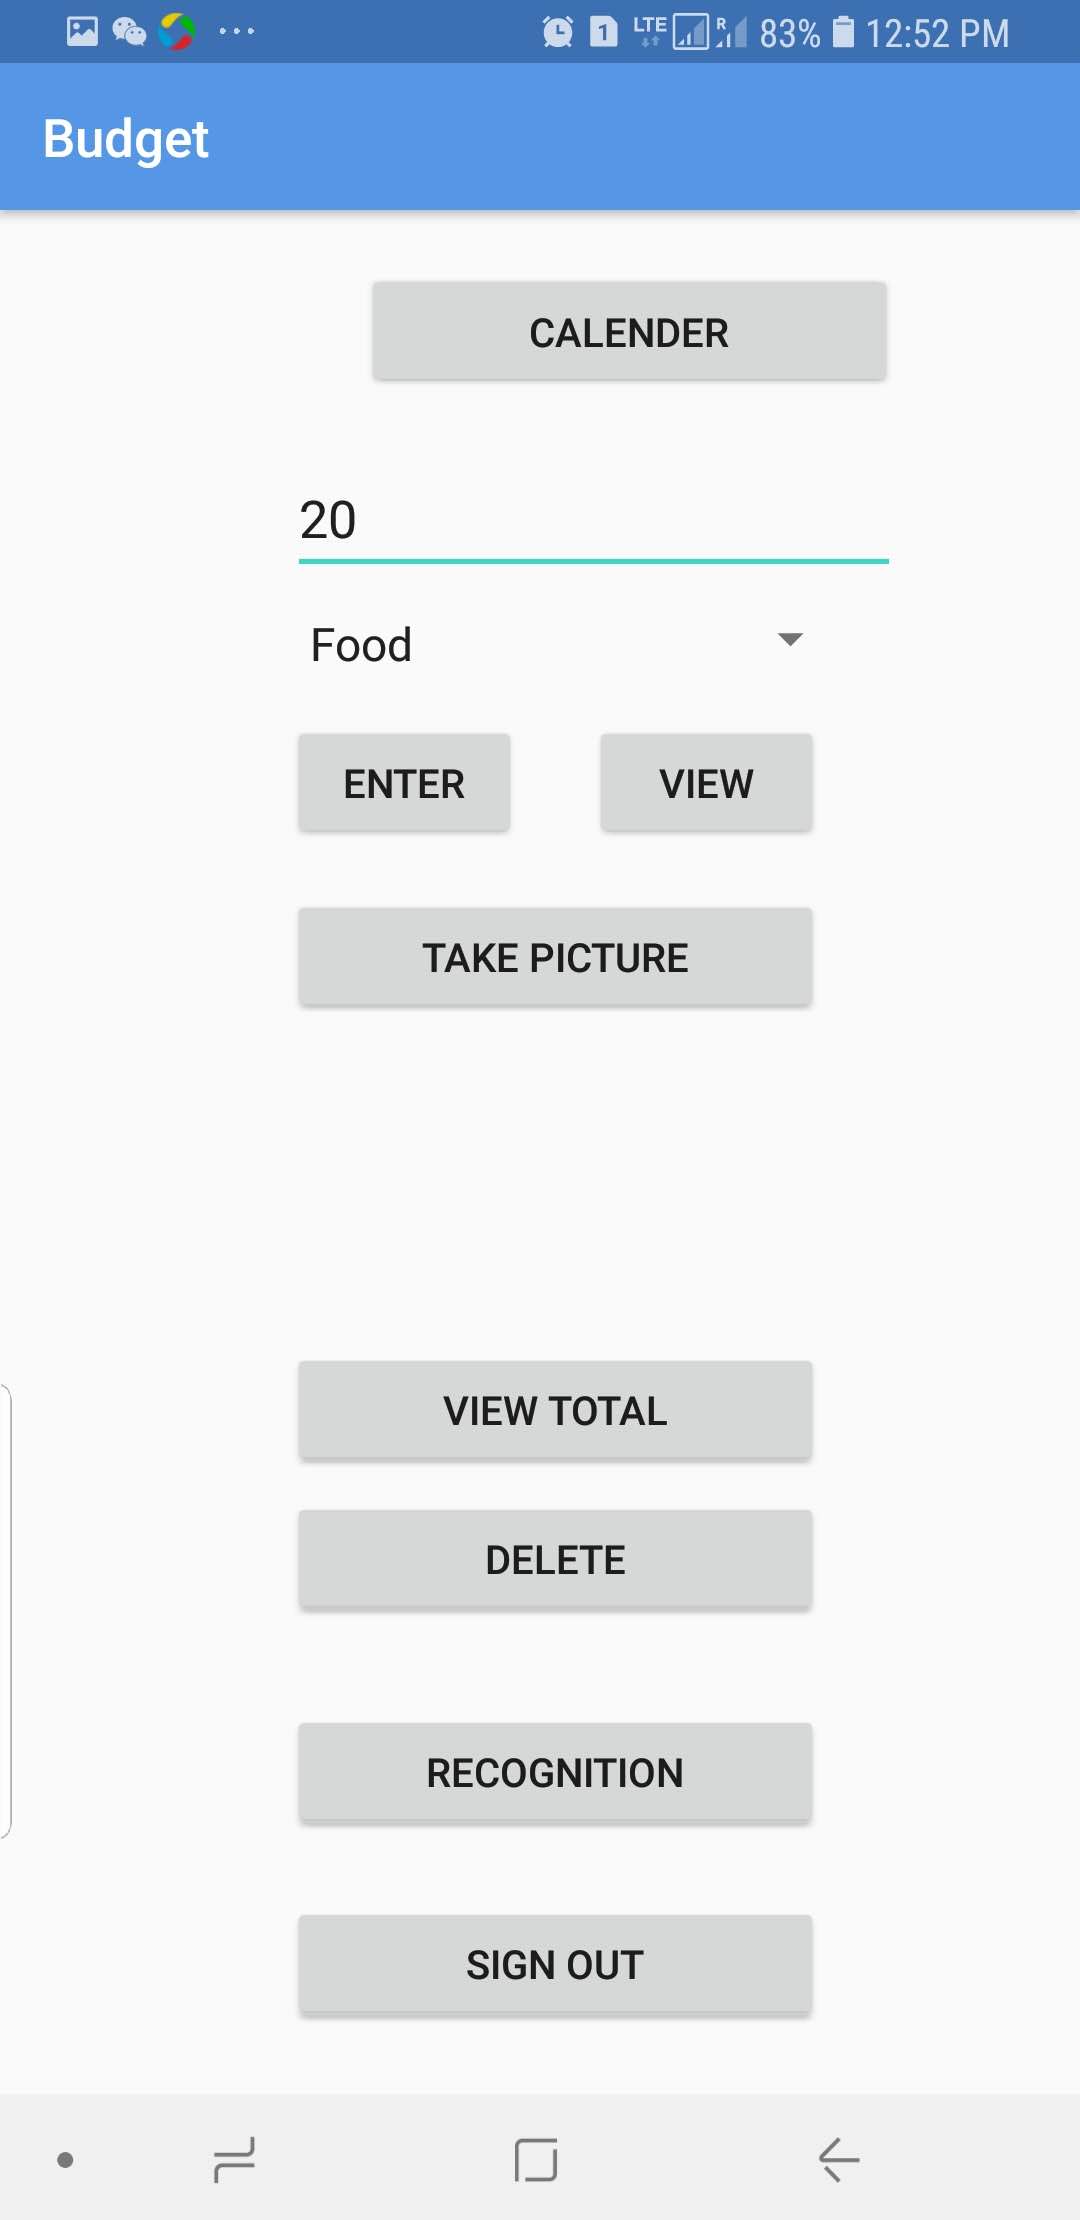 1 LTE R 83% 12:52 PM
Budget
CALENDER
20
Food
ENTER VIEW
TAKE PICTURE
VIEW TOTAL
DELETE
RECOGNITION
SIGN OUT